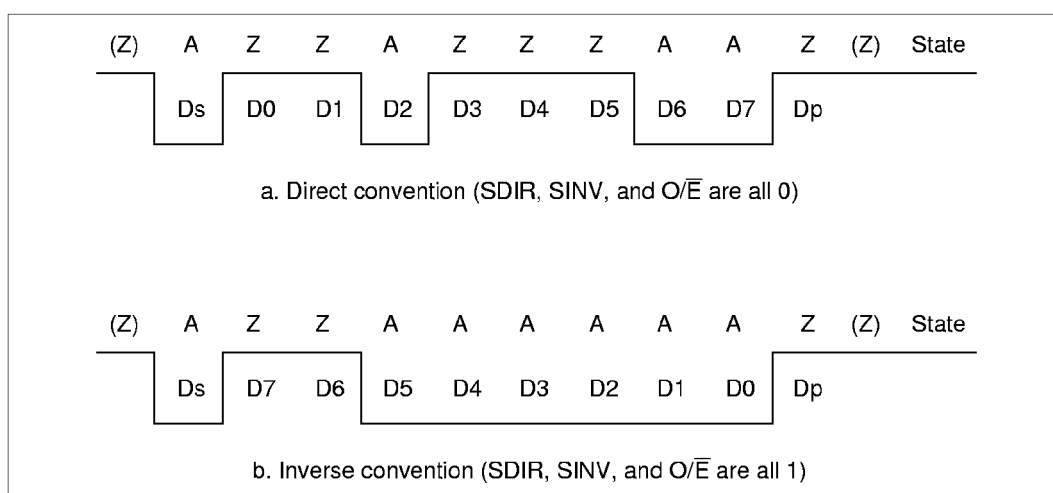 (Z) A Z Z A Z Z Z A A Z (Z) State
Ds D0 D1 D2 D3 D4 D5 D6 D7 Dp
a. Direct convention (SDIR, SINV, and O/E̅ are all 0)
(Z) A Z Z A A A A A A Z (Z) State
Ds D7 D6 D5 D4 D3 D2 D1 D0 Dp
b. Inverse convention (SDIR, SINV, and O/E̅ are all 1)